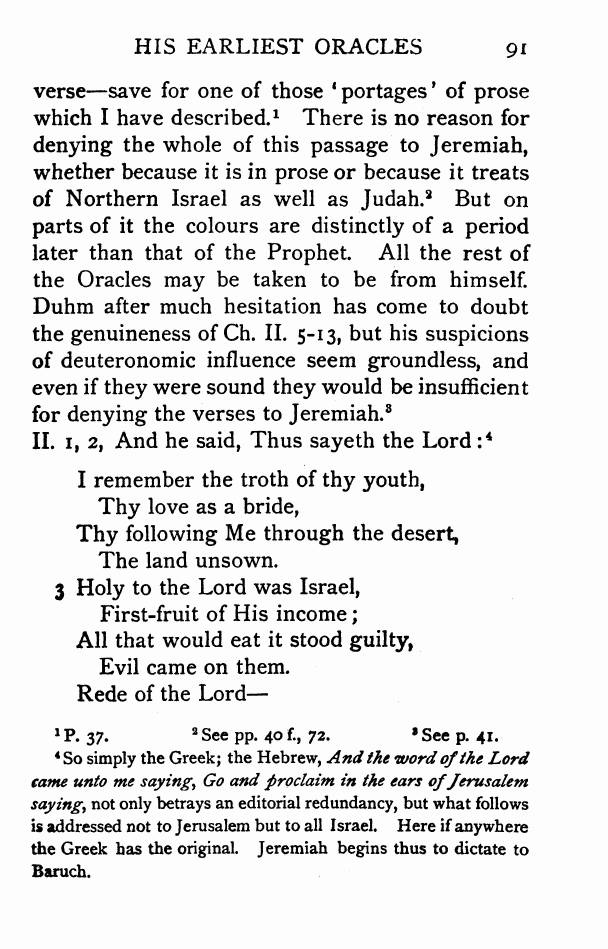 HIS EARLIEST ORACLES 91
verse—save for one of those ‘portages’ of prose
which I have described.¹ There is no reason for
denying the whole of this passage to Jeremiah,
whether because it is in prose or because it treats
of Northern Israel as well as Judah.² But on
parts of it the colours are distinctly of a period
later than that of the Prophet. All the rest of
the Oracles may be taken to be from himself.
Duhm after much hesitation has come to doubt
the genuineness of Ch. II. 5-13, but his suspicions
of deuteronomic influence seem groundless, and
even if they were sound they would be insufficient
for denying the verses to Jeremiah.³
II. 1, 2, And he said, Thus sayeth the Lord :⁴
I remember the troth of thy youth,
Thy love as a bride,
Thy following Me through the desert,
The land unsown.
3 Holy to the Lord was Israel,
First-fruit of His income ;
All that would eat it stood guilty,
Evil came on them.
Rede of the Lord—
¹ P. 37. ² See pp. 40 f., 72. ³ See p. 41.
⁴ So simply the Greek; the Hebrew, And the word of the Lord
came unto me saying, Go and proclaim in the ears of Jerusalem
saying, not only betrays an editorial redundancy, but what follows
is addressed not to Jerusalem but to all Israel. Here if anywhere
the Greek has the original. Jeremiah begins thus to dictate to
Baruch.